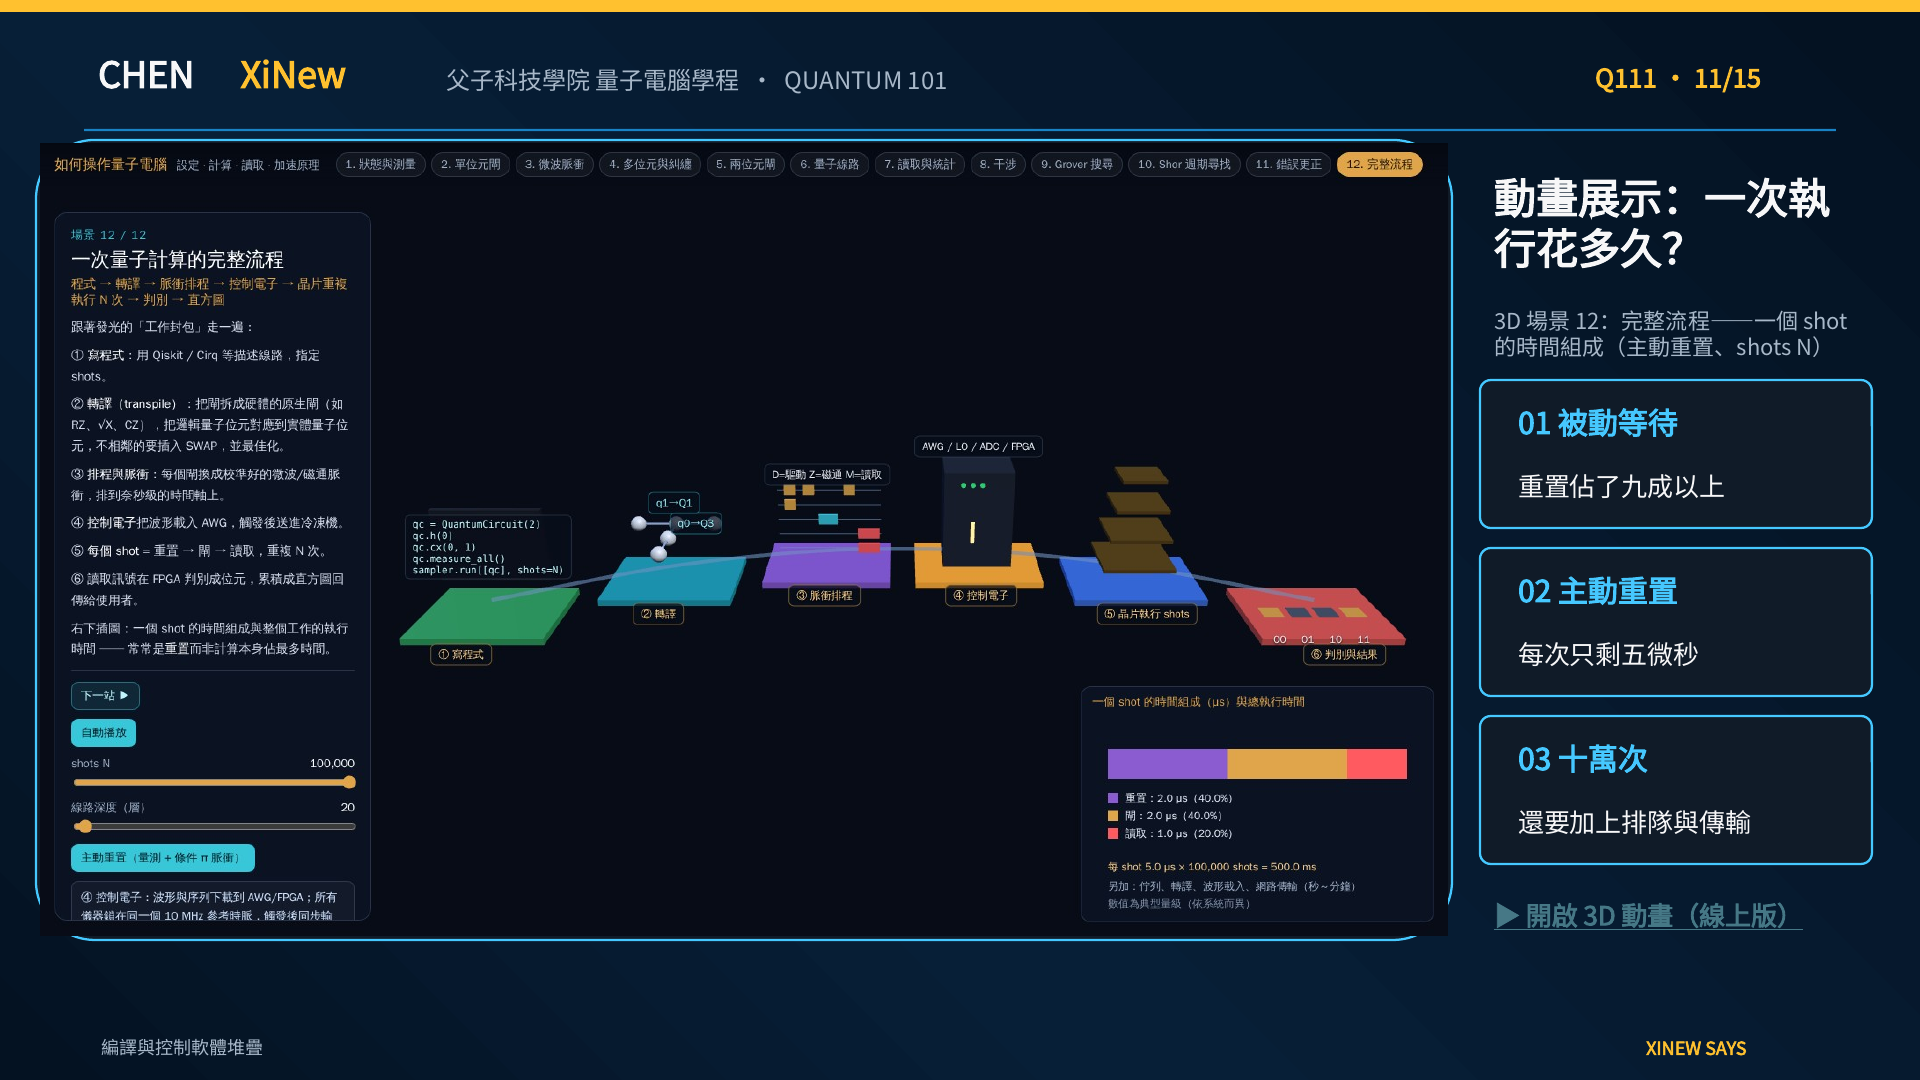 CHEN XiNew 父子科技學院 量子電腦學程 • QUANTUM 101 Q111 • 11/15
如何操作量子電腦 設定 · 計算 · 讀取 · 加速原理 1. 狀態與測量 2. 單位元閘 3. 微波脈衝 4. 多位元與糾纏 5. 兩位元閘 6. 量子線路 7. 讀取與統計 8. 干涉 9. Grover 搜尋 10. Shor 週期尋找 11. 錯誤更正 12. 完整流程
場景 12 / 12
一次量子計算的完整流程
程式 → 轉譯 → 脈衝排程 → 控制電子 → 晶片重複
執行 N 次 → 判別 → 直方圖
跟著發光的「工作封包」走一遍：
① 寫程式：用 Qiskit / Cirq 等描述線路，指定
shots。
② 轉譯（transpile）：把閘拆成硬體的原生閘（如
RZ、√X、CZ），把邏輯量子位元對應到實體量子位
元，不相鄰的要插入 SWAP，並最佳化。
③ 排程與脈衝：每個閘換成校準好的微波/磁通脈
衝，排到奈秒級的時間軸上。
④ 控制電子把波形載入 AWG，觸發後送進冷凍機。
⑤ 每個 shot = 重置 → 閘 → 讀取，重複 N 次。
⑥ 讀取訊號在 FPGA 判別成位元，累積成直方圖回
傳給使用者。
右下插圖：一個 shot 的時間組成與整個工作的執行
時間 —— 常常是重置而非計算本身佔最多時間。
下一站 ▶
自動播放
shots N 100,000
線路深度（層） 20
主動重置（量測 + 條件 π 脈衝）
④ 控制電子：波形與序列下載到 AWG/FPGA；所有
儀器鎖在同一個 10 MHz 參考時脈，觸發後同步輸
qc = QuantumCircuit(2)
qc.h(0)
qc.cx(0, 1)
qc.measure_all()
sampler.run([qc], shots=N)
① 寫程式
q1→Q1
q0→Q3
② 轉譯
D=驅動 Z=磁通 M=讀取
③ 脈衝排程
AWG / LO / ADC / FPGA
④ 控制電子
⑤ 晶片執行 shots
00 01 10 11
⑥ 判別與結果
一個 shot 的時間組成（μs）與總執行時間
重置：2.0 μs（40.0%）
閘：2.0 μs（40.0%）
讀取：1.0 μs（20.0%）
每 shot 5.0 μs × 100,000 shots = 500.0 ms
另加：佇列、轉譯、波形載入、網路傳輸（秒～分鐘）
數值為典型量級（依系統而異）
動畫展示：一次執
行花多久？
3D 場景 12：完整流程——一個 shot
的時間組成（主動重置、shots N）
01 被動等待
重置佔了九成以上
02 主動重置
每次只剩五微秒
03 十萬次
還要加上排隊與傳輸
▶ 開啟 3D 動畫（線上版）
編譯與控制軟體堆疊
XINEW SAYS